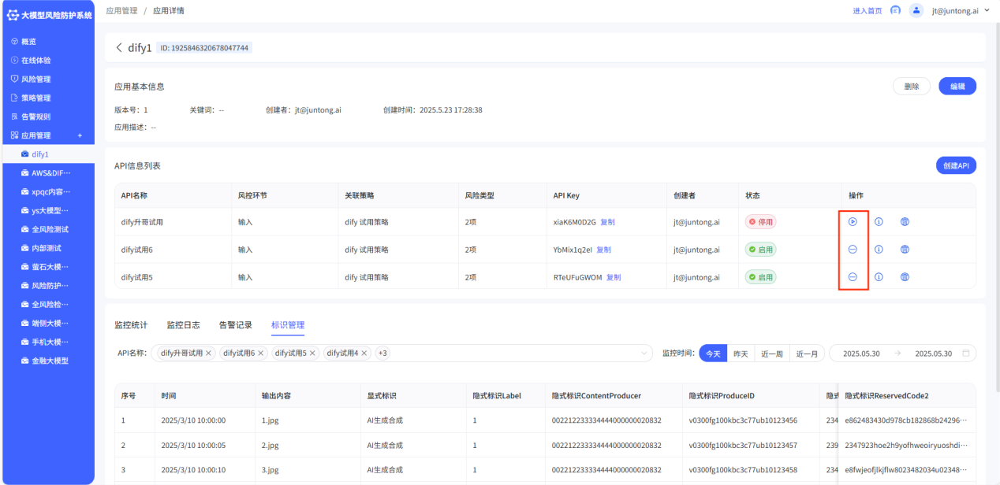 大模型风险防护系统
应用管理 / 应用详情
进入首页 jt@juntong.ai
概览
在线体验
风险管理
策略管理
告警规则
应用管理 +
dify1
AWS&DIF···
xpqc内容···
ys大模型···
全风险测试
内部测试
萤石大模···
风险防护···
全风险检···
端侧大模···
手机大模···
金融大模型
dify1 ID: 1925846320678047744
应用基本信息
删除 编辑
版本号：1 关键词：-- 创建者：jt@juntong.ai 创建时间：2025.5.23 17:28:38
应用描述：--
API信息列表 创建API
API名称 风控环节 关联策略 风险类型 API Key 创建者 状态 操作
dify升哥试用 输入 dify 试用策略 2项 xiaK6M0D2G 复制 jt@juntong.ai 停用
dify试用6 输入 dify 试用策略 2项 YbMix1q2eI 复制 jt@juntong.ai 启用
dify试用5 输入 dify 试用策略 2项 RTeUFuGWOM 复制 jt@juntong.ai 启用
监控统计 监控日志 告警记录 标识管理
API名称： dify升哥试用 × dify试用6 × dify试用5 × dify试用4 × +3 监控时间： 今天 昨天 近一周 近一月 2025.05.30 → 2025.05.30
序号 时间 输出内容 显式标识 隐式标识Label 隐式标识ContentProducer 隐式标识ProduceID 隐式 隐式标识ReservedCode2
1 2025/3/10 10:00:00 1.jpg AI生成合成 1 v0300fg100kbc3c77ub10123456 234 e862483430d978cb182868b24296···
2 2025/3/10 10:00:05 2.jpg AI生成合成 1 v0300fg100kbc3c77ub10123457 239 2347923hoe2h9yofhweoiryuoshdi···
3 2025/3/10 10:00:10 3.jpg AI生成合成 1 v0300fg100kbc3c77ub10123458 234 e8fwjeofjlkjflw8023482034u02348···